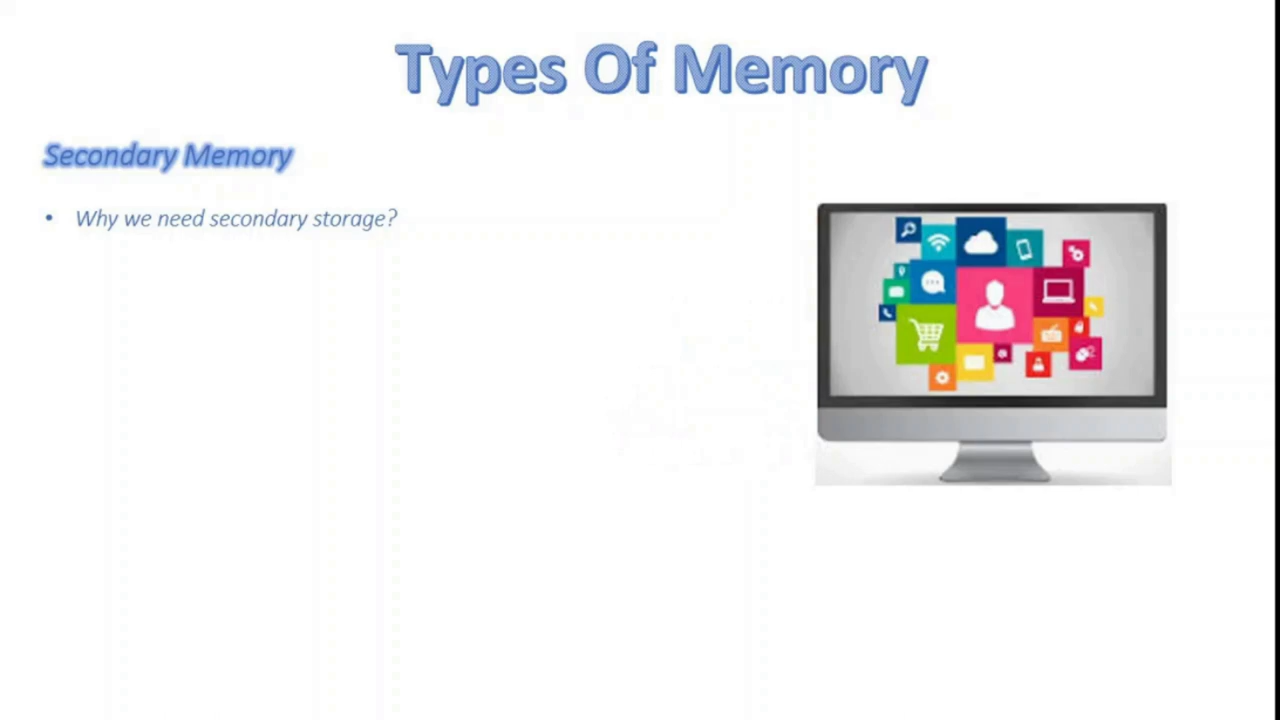 Types Of Memory
Secondary Memory
• Why we need secondary storage?